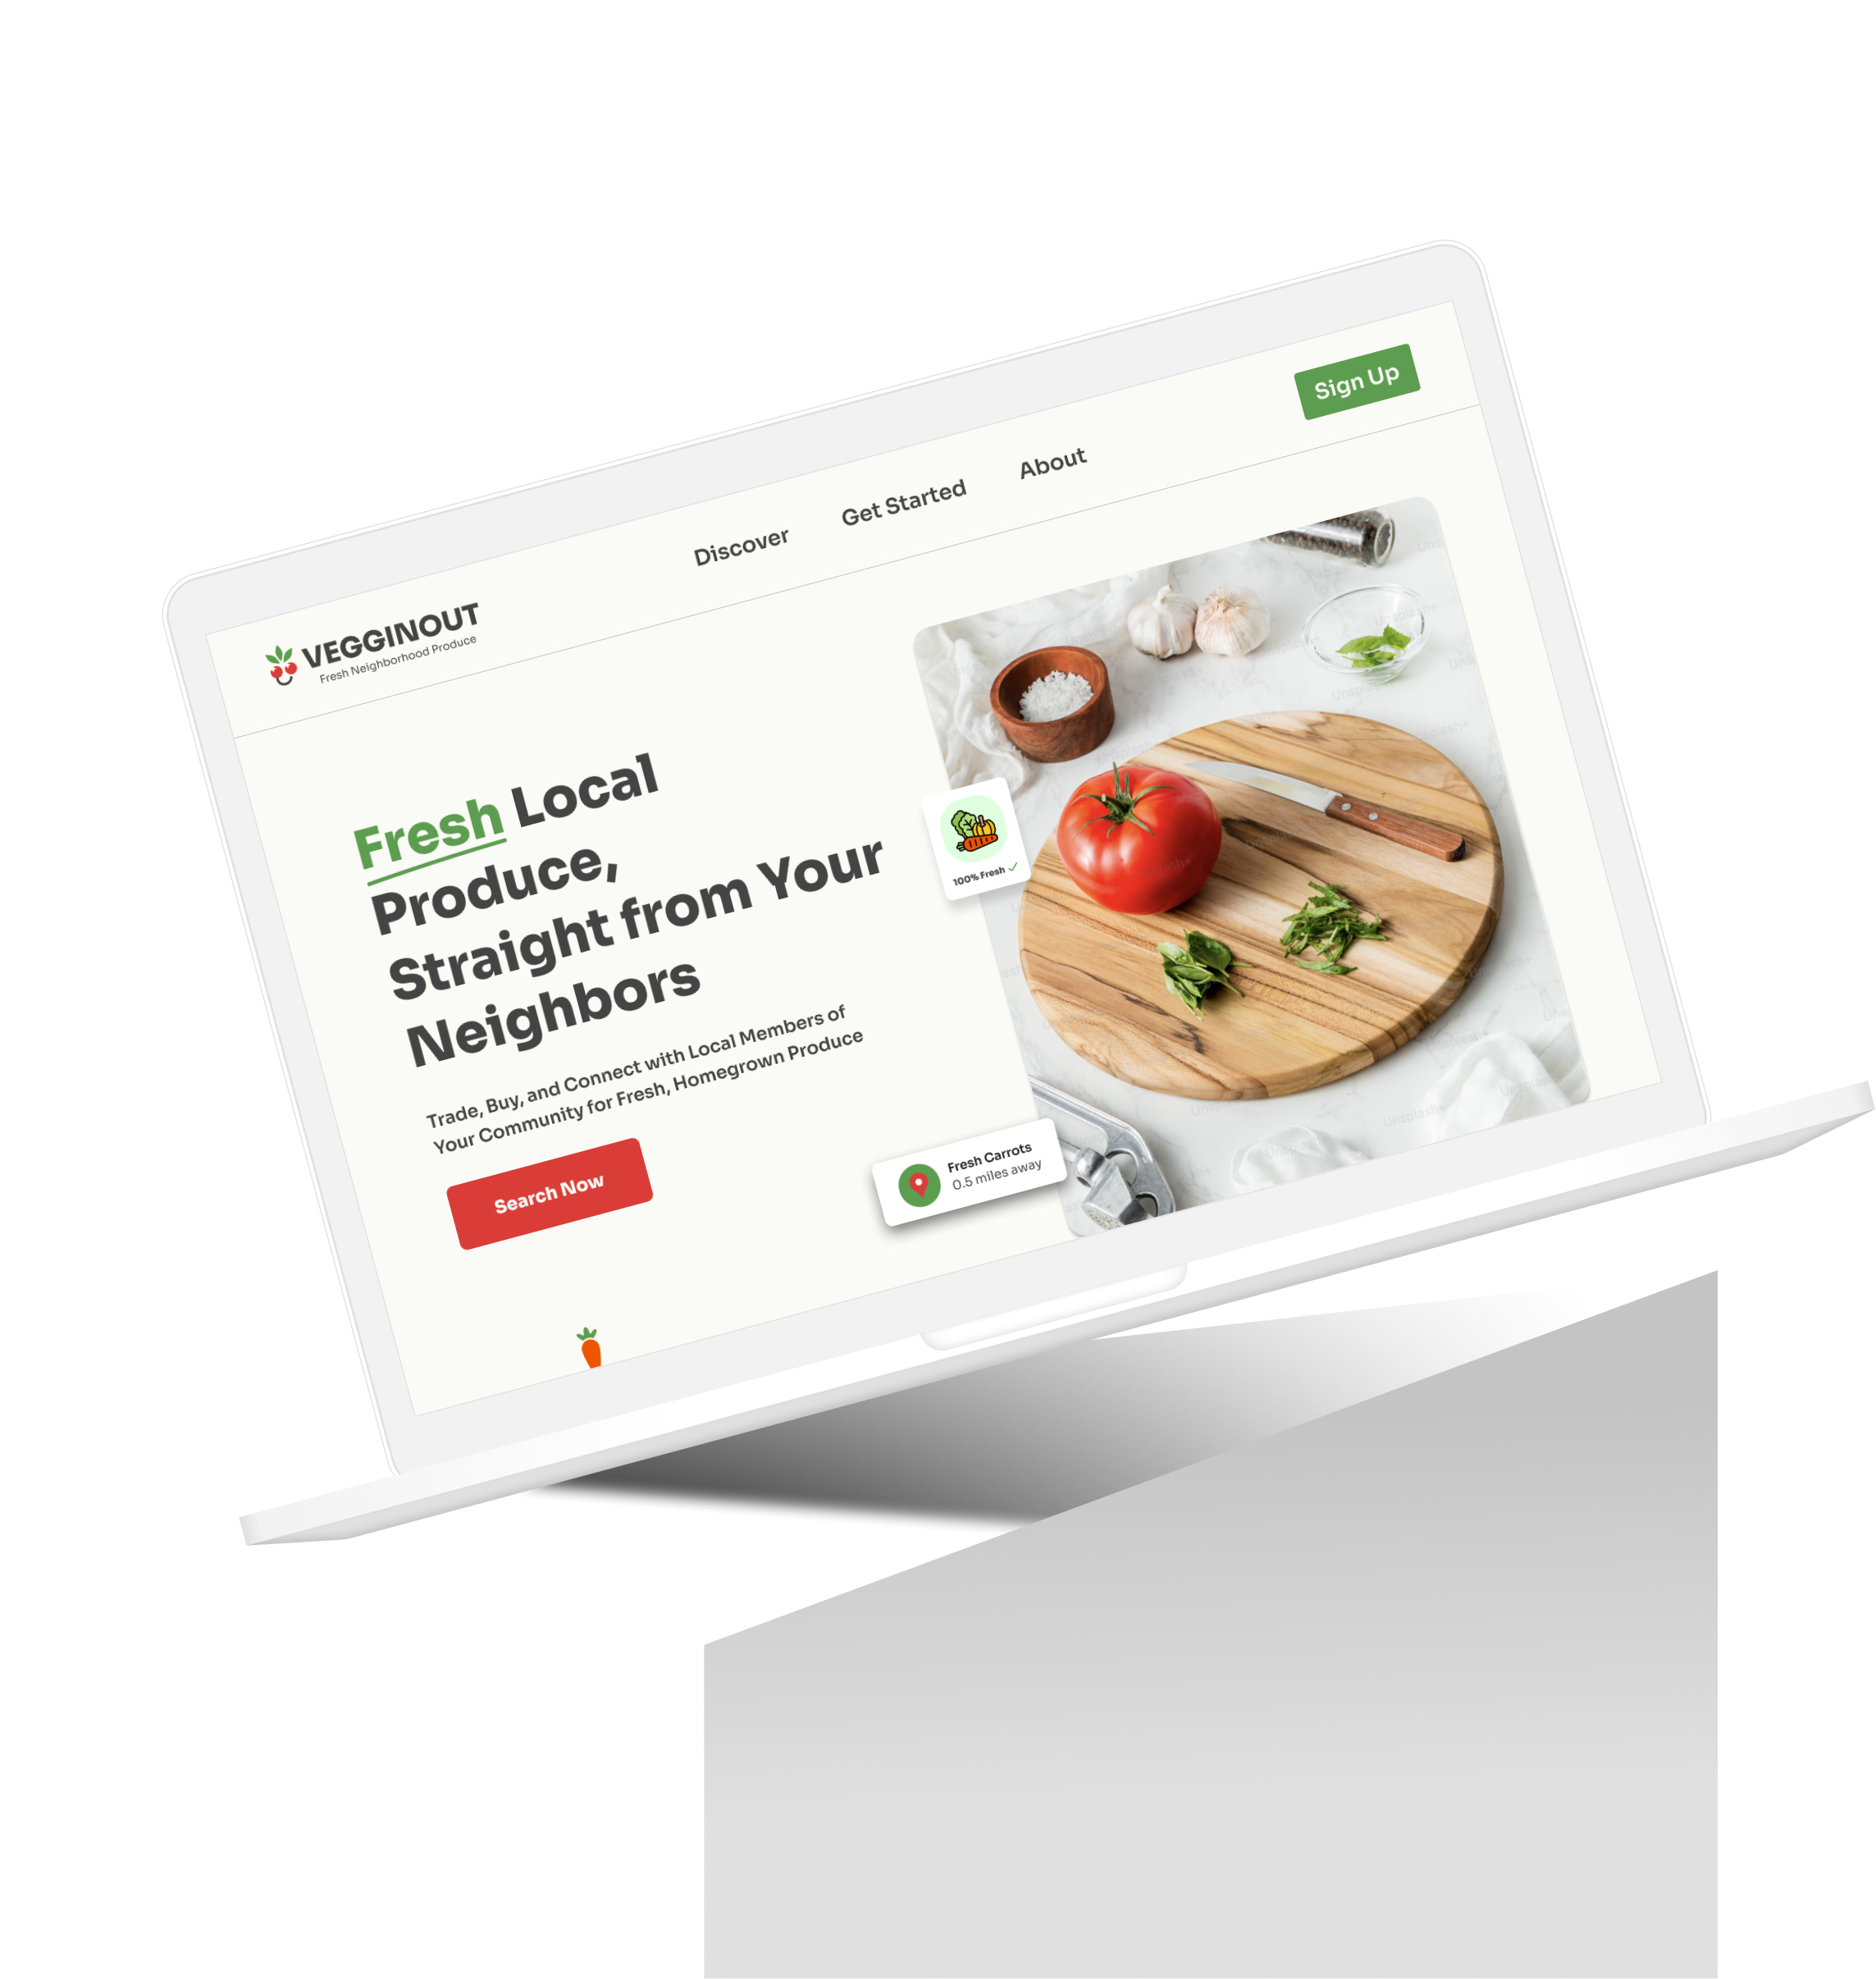 VEGGINOUT
Fresh Neighborhood Produce
Discover
Get Started
About
Sign Up
Fresh Local
Produce,
Straight from Your
Neighbors
Trade, Buy, and Connect with Local Members of
Your Community for Fresh, Homegrown Produce
Search Now
100% Fresh
Fresh Carrots
0.5 miles away
Unsplash+